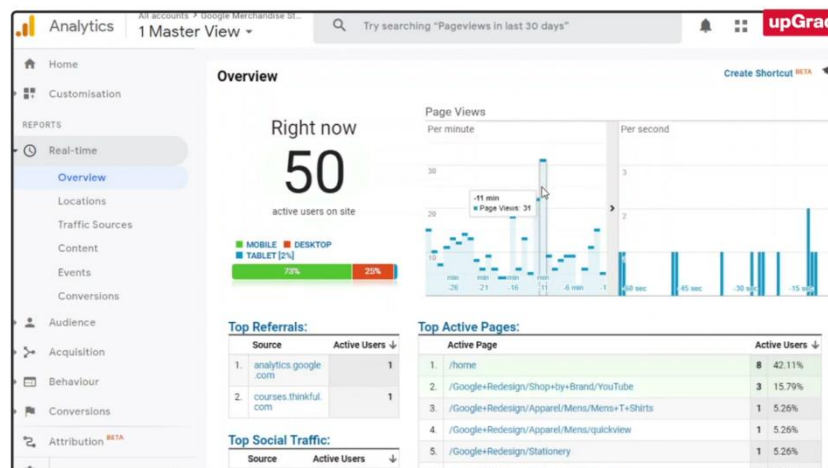 Analytics
All accounts > Google Merchandise St...
1 Master View
Try searching "Pageviews in last 30 days"
upGrad
Home
Customisation
REPORTS
Real-time
Overview
Locations
Traffic Sources
Content
Events
Conversions
Audience
Acquisition
Behaviour
Conversions
Attribution BETA
Overview
Create Shortcut BETA
Right now
50
active users on site
MOBILE DESKTOP
TABLET [2%]
73% 25%
Page Views
Per minute
Per second
30
20
10
-11 min
Page Views: 31
min min min min
-26 -21 -16 -11 -6 min -1
3
2
-60 sec -45 sec -30 -15
Top Referrals:
Source Active Users
1. analytics.google
.com 1
2. courses.thinkful.
com 1
Top Social Traffic:
Source Active Users
Top Active Pages:
Active Page Active Users
1. /home 8 42.11%
2. /Google+Redesign/Shop+by+Brand/YouTube 3 15.79%
3. /Google+Redesign/Apparel/Mens/Mens+T+Shirts 1 5.26%
4. /Google+Redesign/Apparel/Mens/quickview 1 5.26%
5. /Google+Redesign/Stationery 1 5.26%